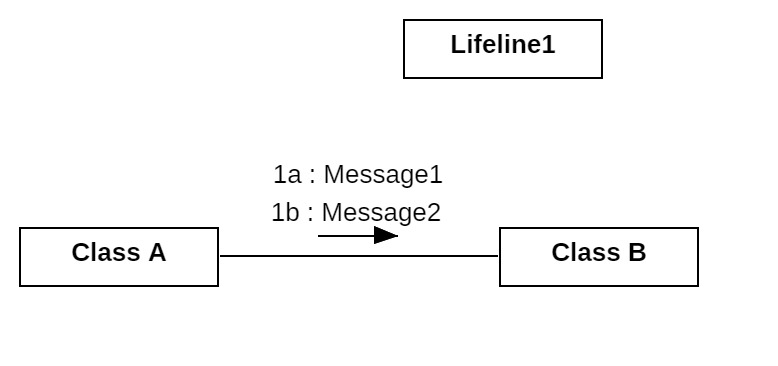 Lifeline1
1a : Message1
1b : Message2
Class A
Class B